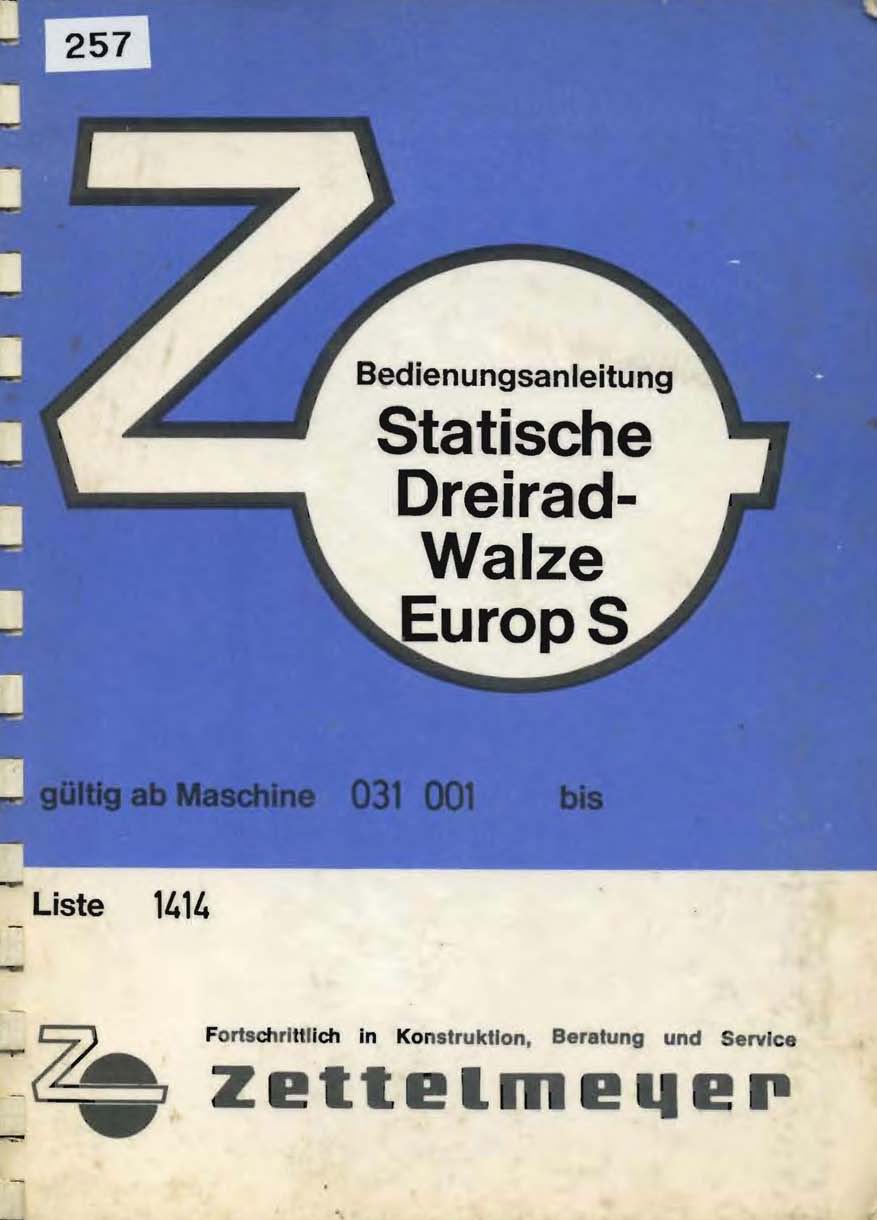 257
Bedienungsanleitung
Statische
Dreirad-
Walze
Europ S
gültig ab Maschine 031 001 bis
Liste 1414
Fortschrittlich in Konstruktion, Beratung und Service
Zettelmeyer